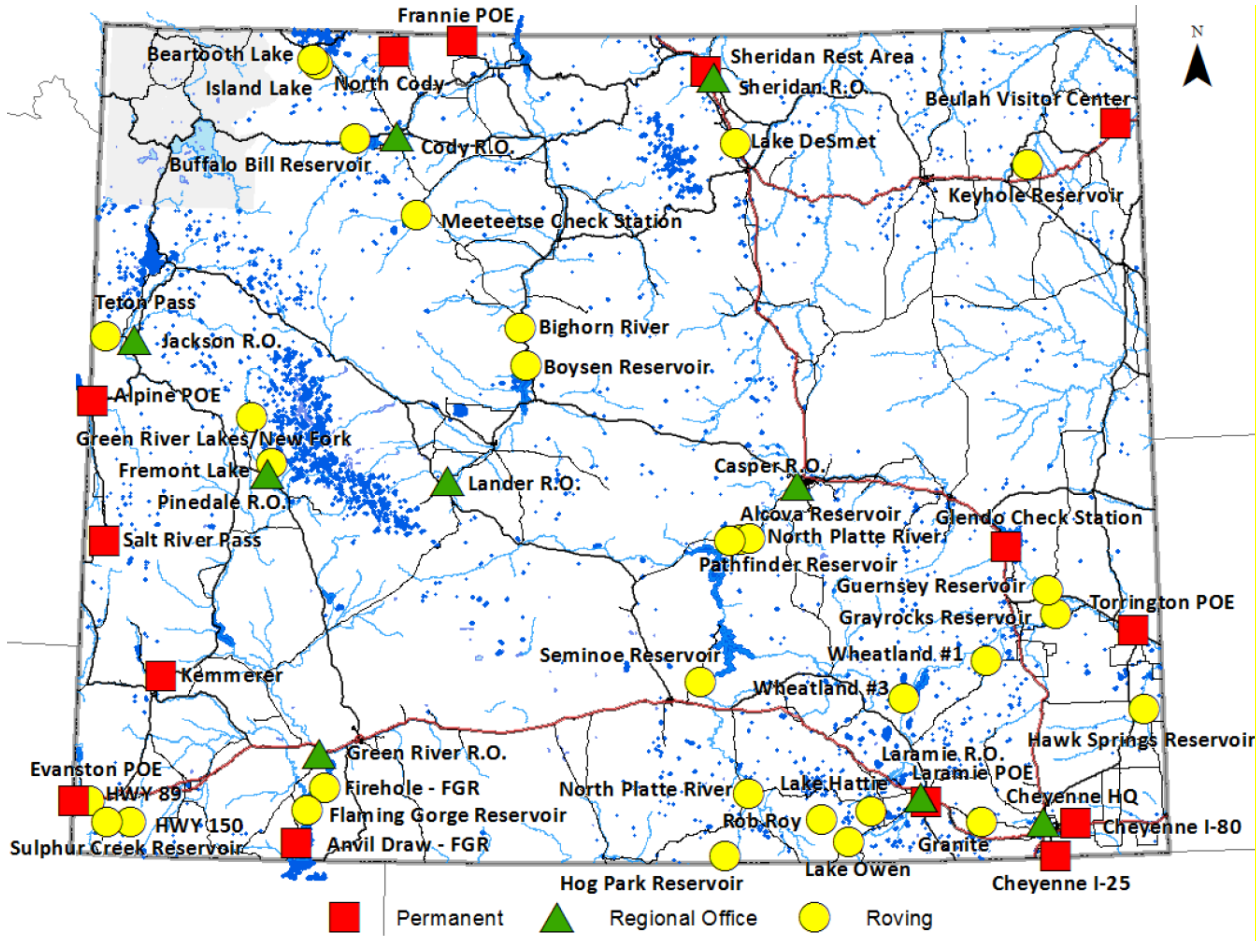 Frannie POE
N
Beartooth Lake
Sheridan Rest Area
Island Lake
North Cody
Sheridan R.O.
Beulah Visitor Center
Lake DeSmet
Cody R.O.
Buffalo Bill Reservoir
Keyhole Reservoir
Meeteetse Check Station
Teton Pass
Bighorn River
Jackson R.O.
Boysen Reservoir
Alpine POE
Green River Lakes/New Fork
Fremont Lake
Casper R.O.
Lander R.O.
Pinedale R.O.
Alcova Reservoir
Glendo Check Station
Salt River Pass
North Platte River
Pathfinder Reservoir
Guernsey Reservoir
Torrington POE
Grayrocks Reservoir
Seminoe Reservoir
Wheatland #1
Kemmerer
Wheatland #3
Hawk Springs Reservoir
Green River R.O.
Laramie R.O.
Evanston POE
Laramie POE
HWY 89
Firehole - FGR
North Platte River
Lake Hattie
Cheyenne HQ
Flaming Gorge Reservoir
HWY 150
Rob Roy
Cheyenne I-80
Sulphur Creek Reservoir
Anvil Draw - FGR
Granite
Lake Owen
Hog Park Reservoir
Cheyenne I-25
Permanent
Regional Office
Roving